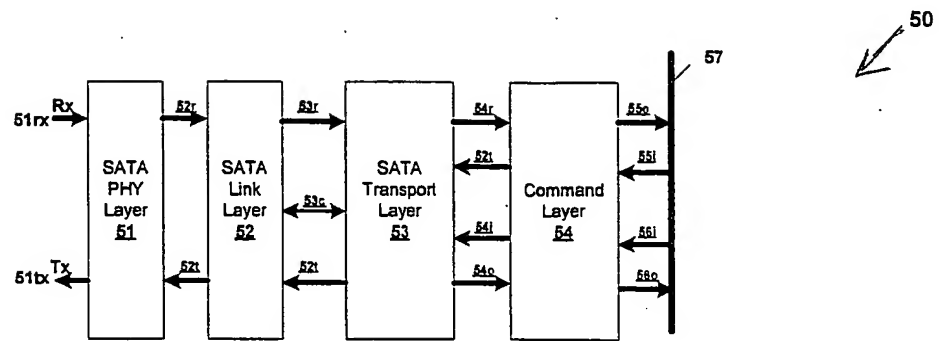 50
57
Rx
51rx
52r
53r
54r
55o
SATA
PHY
Layer
51
SATA
Link
Layer
52
SATA
Transport
Layer
53
Command
Layer
54
52t
55i
53c
54i
56i
Tx
51tx
52t
52t
54o
56o